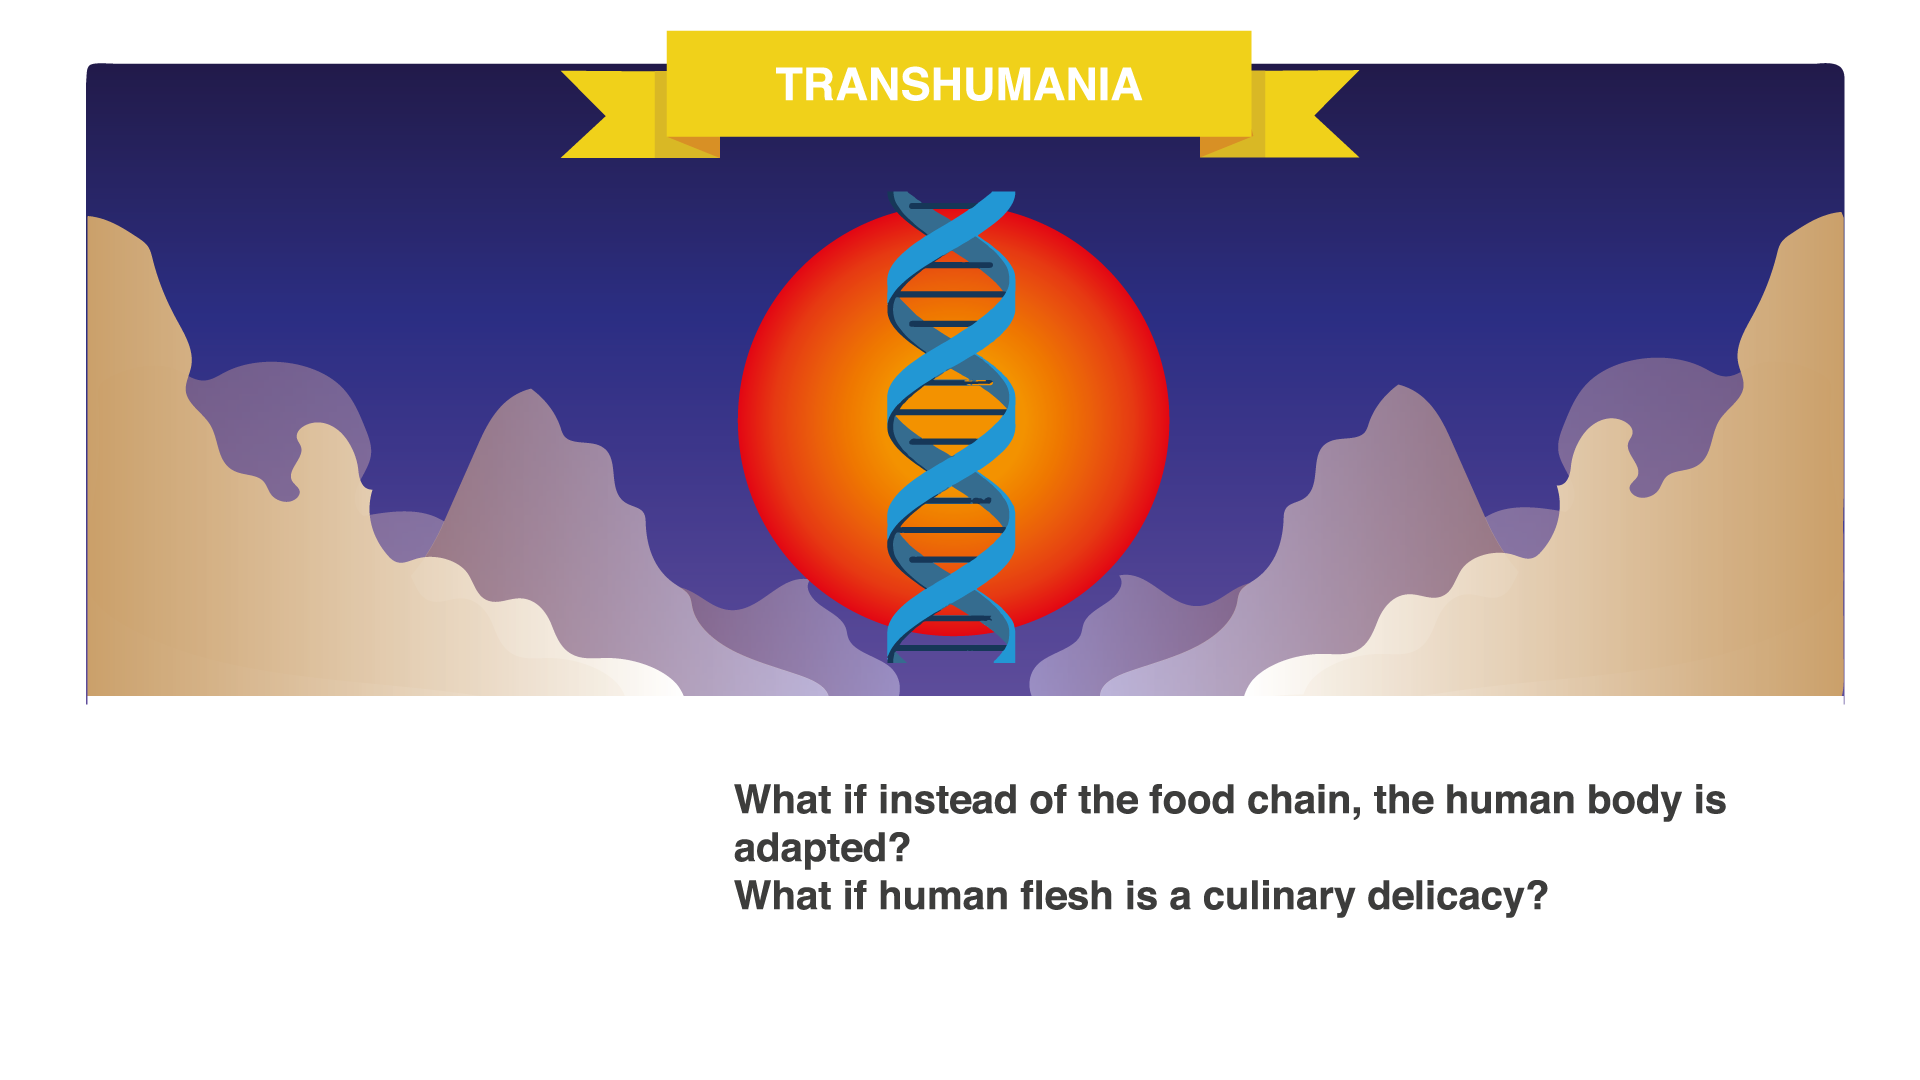 TRANSHUMANIA
What if instead of the food chain, the human body is
adapted?
What if human flesh is a culinary delicacy?